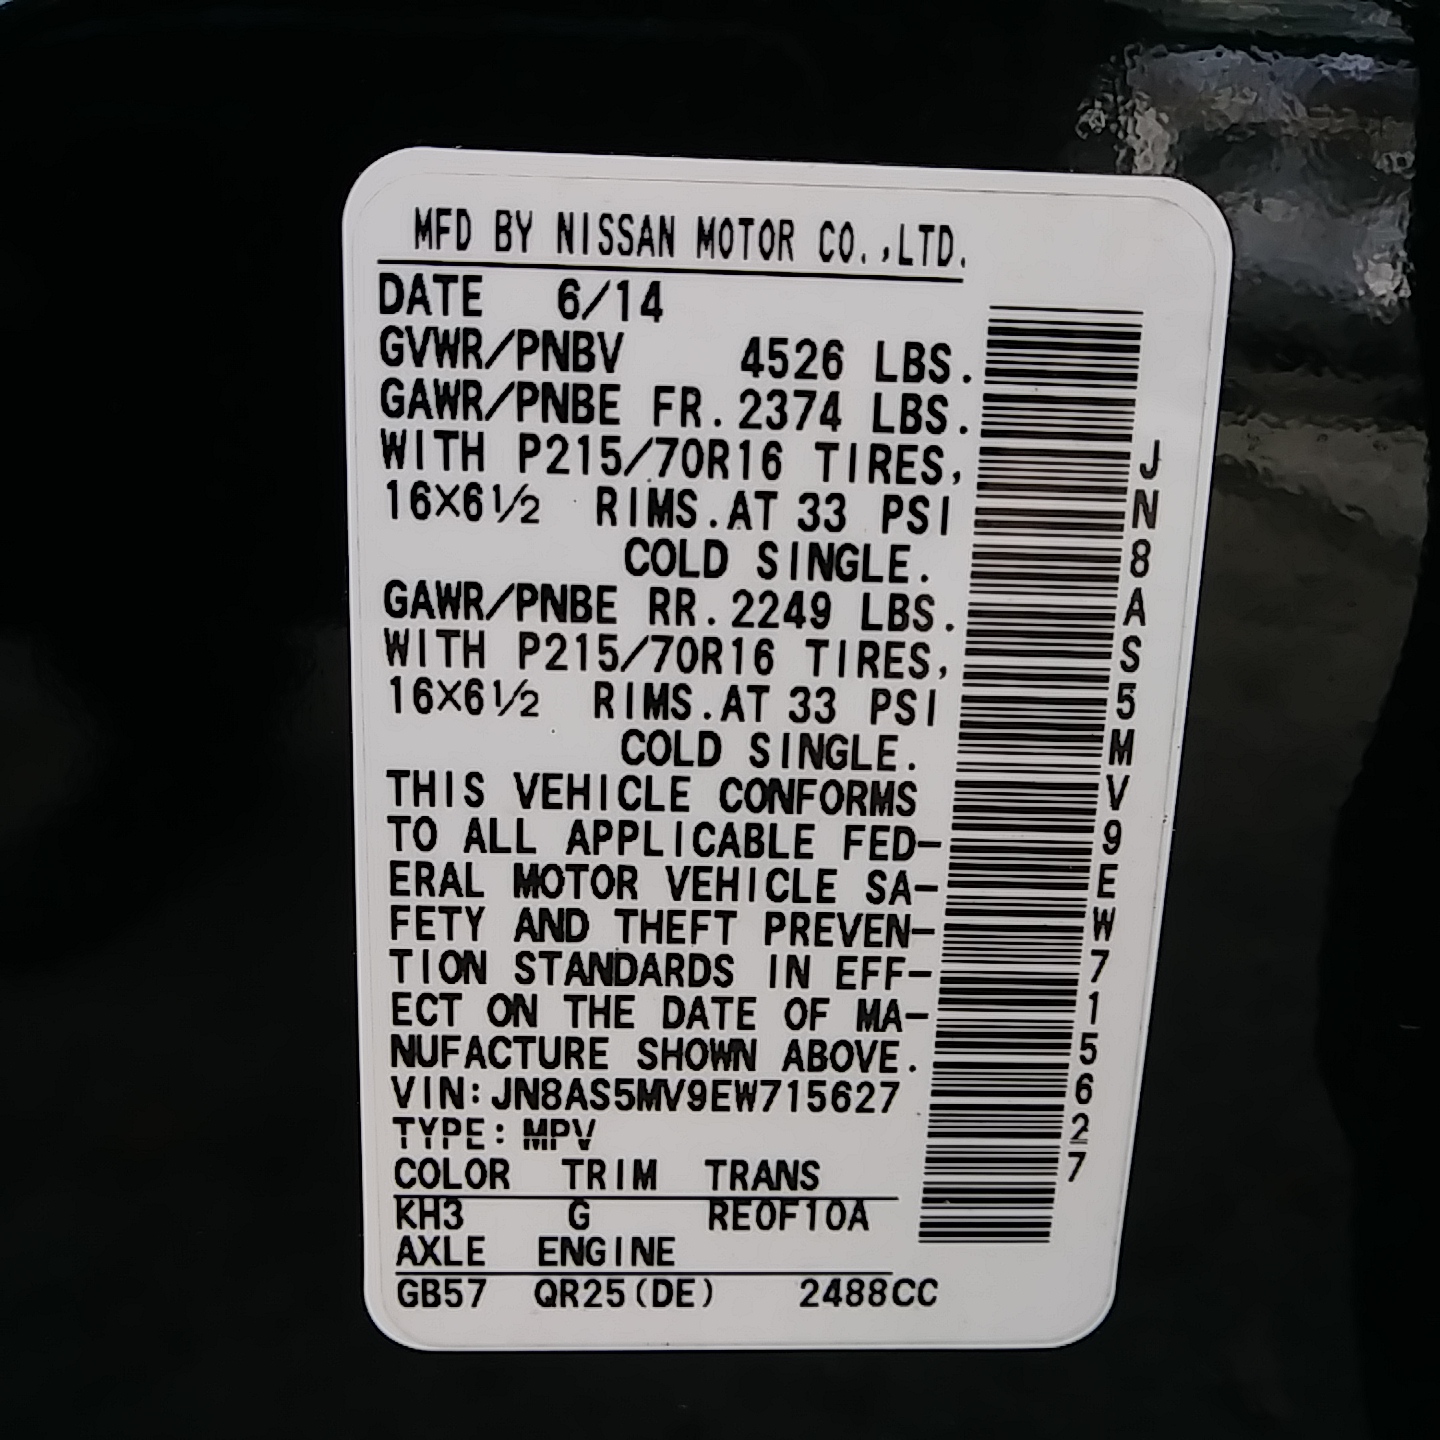 MFD BY NISSAN MOTOR CO.,LTD.
DATE 6/14
GVWR/PNBV 4526 LBS.
GAWR/PNBE FR.2374 LBS.
WITH P215/70R16 TIRES,
16X6½ RIMS.AT 33 PSI
COLD SINGLE.
GAWR/PNBE RR.2249 LBS.
WITH P215/70R16 TIRES,
16X6½ RIMS.AT 33 PSI
COLD SINGLE.
THIS VEHICLE CONFORMS
TO ALL APPLICABLE FED-
ERAL MOTOR VEHICLE SA-
FETY AND THEFT PREVEN-
TION STANDARDS IN EFF-
ECT ON THE DATE OF MA-
NUFACTURE SHOWN ABOVE.
VIN:JN8AS5MV9EW715627
TYPE: MPV
COLOR TRIM TRANS
KH3 G RE0F10A
AXLE ENGINE
GB57 QR25(DE) 2488CC
JN8AS5MV9EW715627